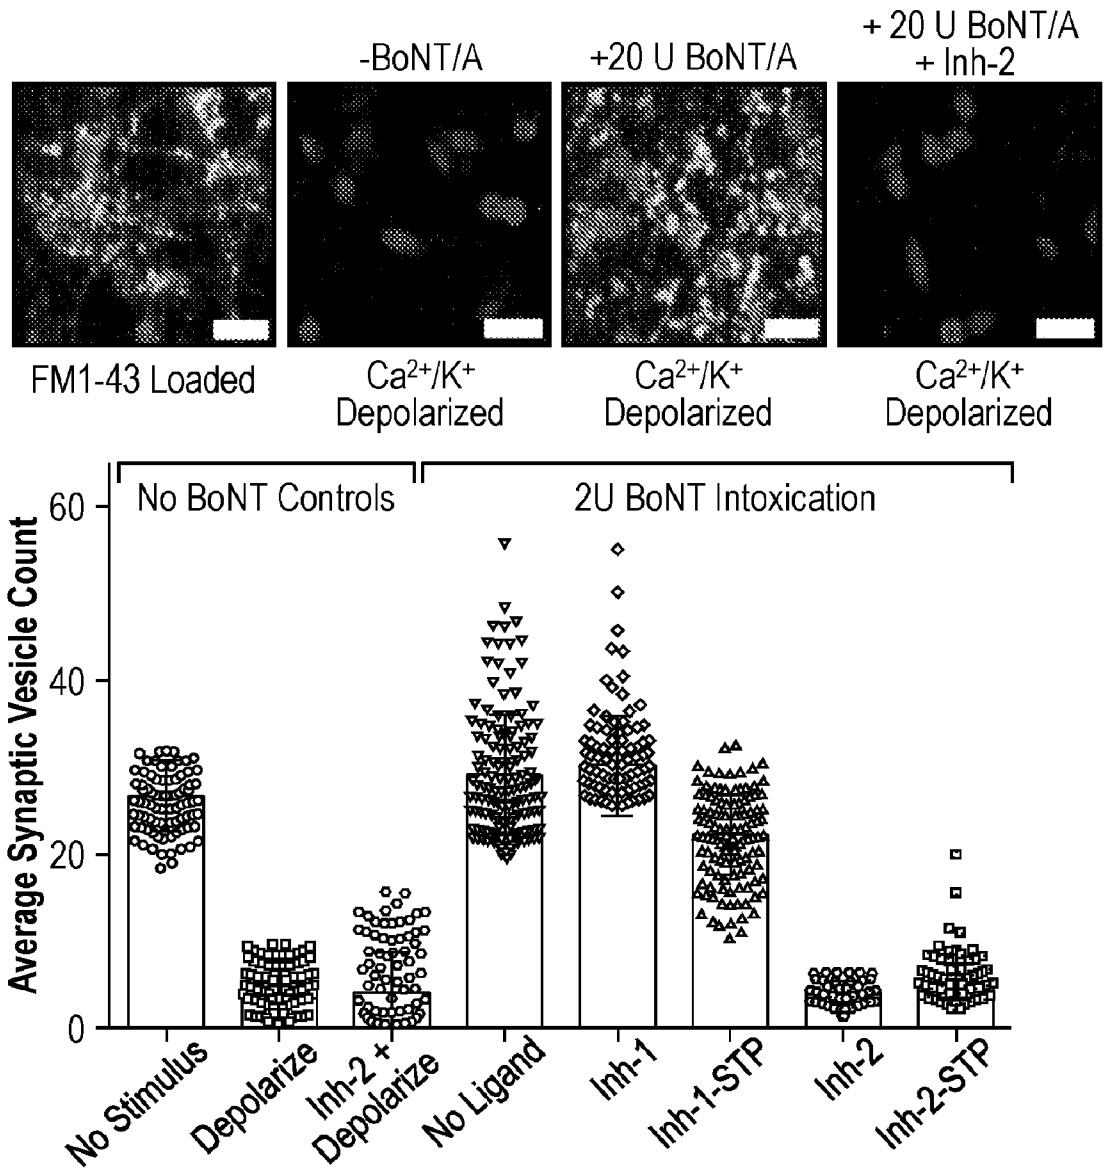 -BoNT/A
+20 U BoNT/A
+ 20 U BoNT/A
+ Inh-2
FM1-43 Loaded
Ca²⁺/K⁺
Depolarized
Ca²⁺/K⁺
Depolarized
Ca²⁺/K⁺
Depolarized
No BoNT Controls
2U BoNT Intoxication
Average Synaptic Vesicle Count
60
40
20
0
No Stimulus
Depolarize
Inh-2 +
Depolarize
No Ligand
Inh-1
Inh-1-STP
Inh-2
Inh-2-STP